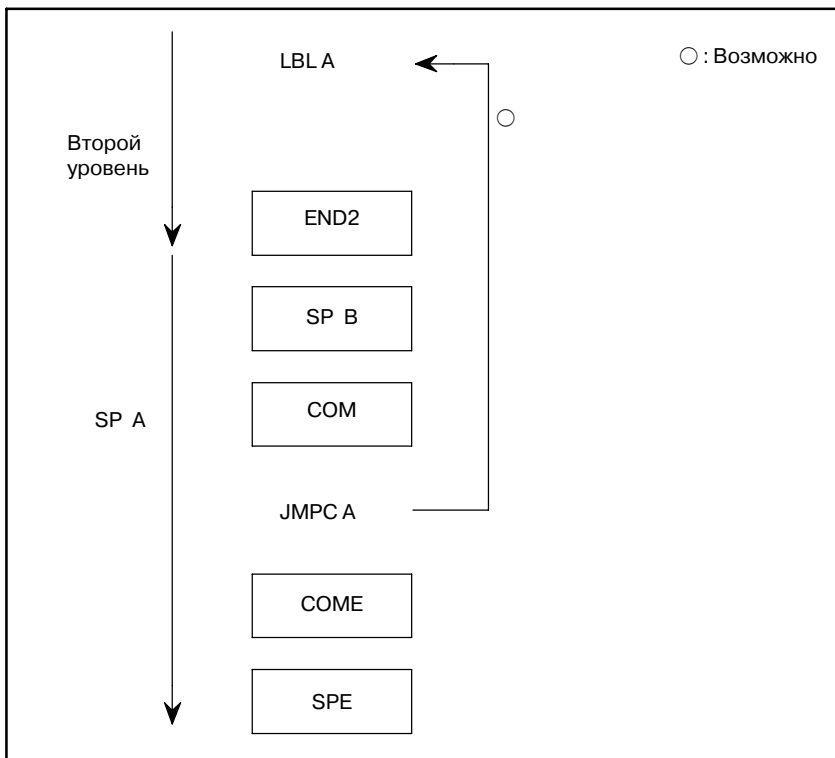 LBL A
○ : Возможно
Второй
уровень
END2
SP B
COM
SP A
JMPC A
COME
SPE